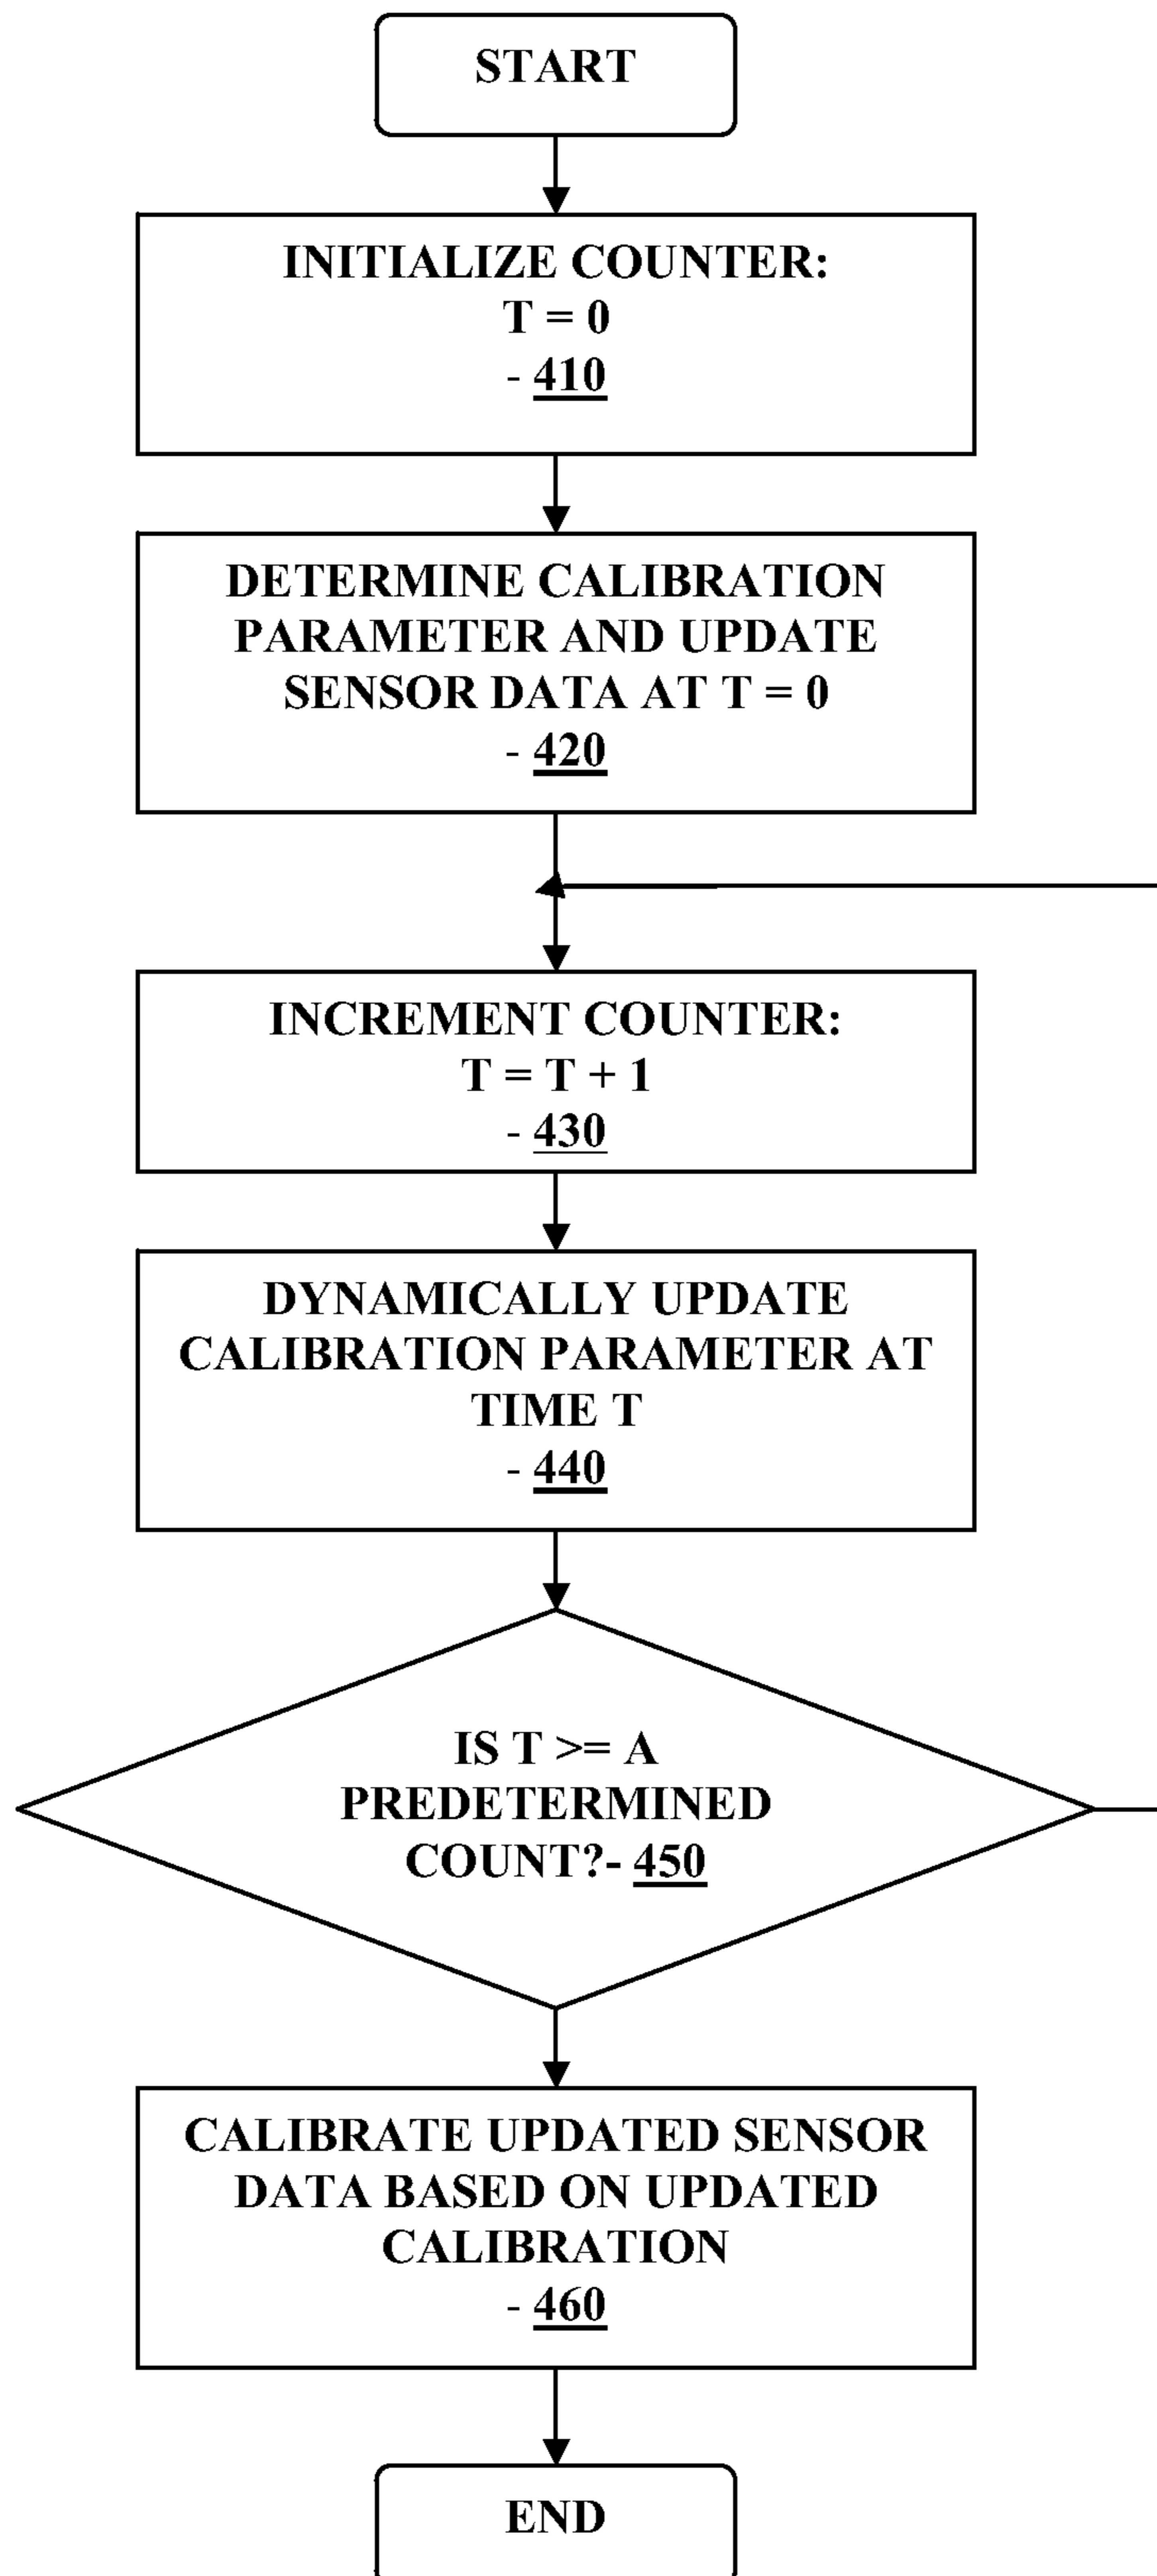 START
INITIALIZE COUNTER:
T = 0
- 410
DETERMINE CALIBRATION
PARAMETER AND UPDATE
SENSOR DATA AT T = 0
- 420
INCREMENT COUNTER:
T = T + 1
- 430
DYNAMICALLY UPDATE
CALIBRATION PARAMETER AT
TIME T
- 440
IS T >= A
PREDETERMINED
COUNT?- 450
CALIBRATE UPDATED SENSOR
DATA BASED ON UPDATED
CALIBRATION
- 460
END